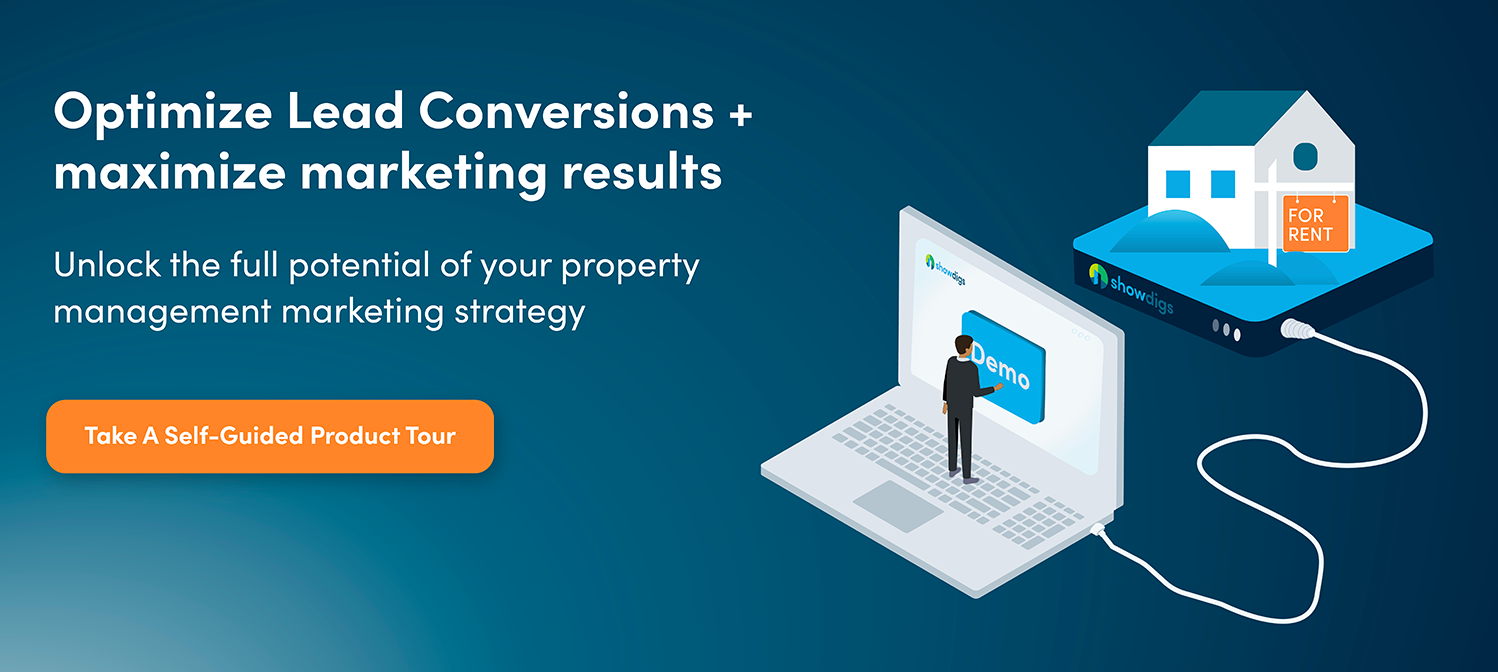 Optimize Lead Conversions +
maximize marketing results
Unlock the full potential of your property
management marketing strategy
Take A Self-Guided Product Tour
showdigs
Demo
FOR
RENT
showdigs